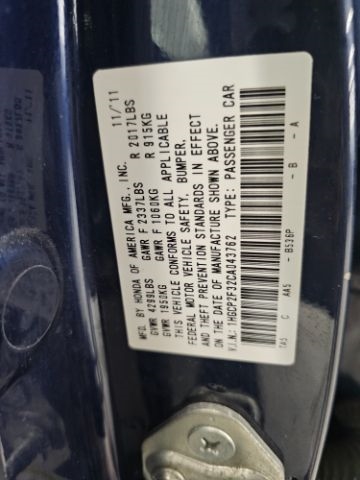 MFD. BY HONDA OF AMERICA MFG., INC. 11/11
GVWR 4299LBS GAWR F 2337LBS R 2017LBS
GVWR 1950KG GAWR F 1060KG R 915KG
THIS VEHICLE CONFORMS TO ALL APPLICABLE
FEDERAL MOTOR VEHICLE SAFETY, BUMPER,
AND THEFT PREVENTION STANDARDS IN EFFECT
ON THE DATE OF MANUFACTURE SHOWN ABOVE.
V.I.N.: 1HGCP2F32CA043762 TYPE: PASSENGER CAR
TA5 C AA5 - B536P - B - A